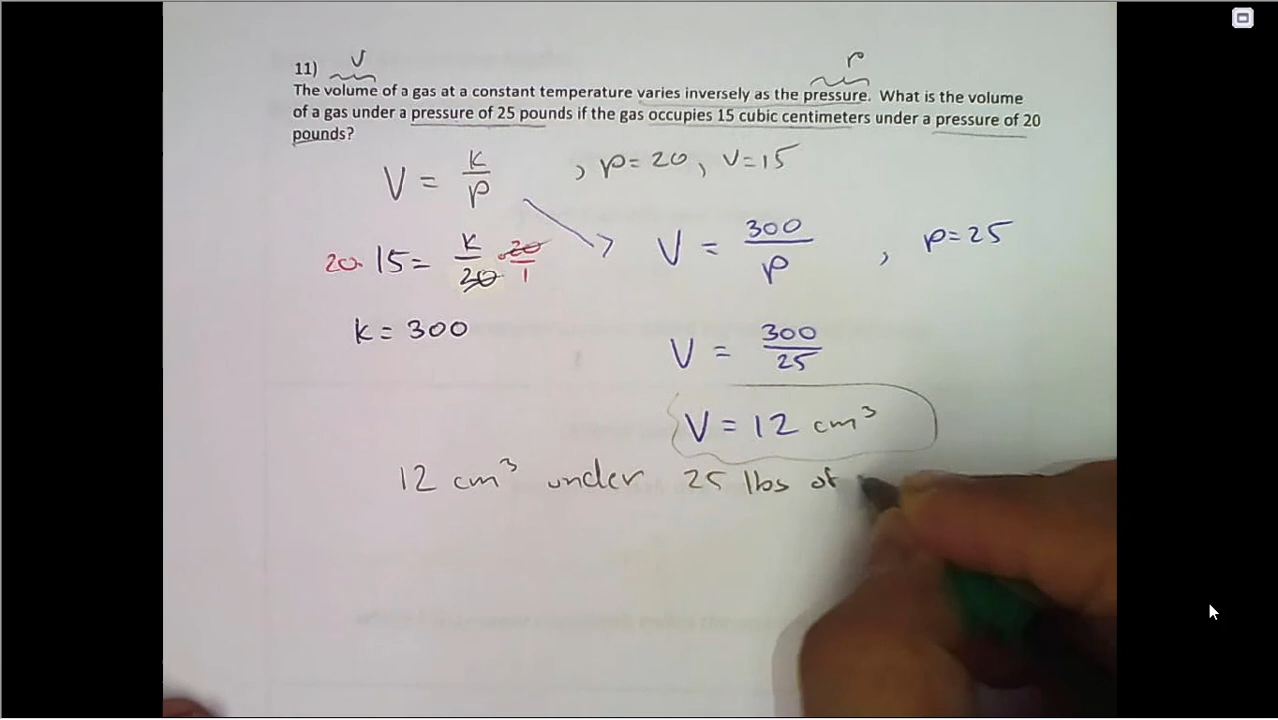 V
p
11)
The volume of a gas at a constant temperature varies inversely as the pressure. What is the volume
of a gas under a pressure of 25 pounds if the gas occupies 15 cubic centimeters under a pressure of 20
pounds?
V = k/p , p = 20, V = 15
20· 15 = k/20 · 20/1
V = 300/p , p = 25
k = 300
V = 300/25
V = 12 cm³
12 cm³ under 25 lbs of